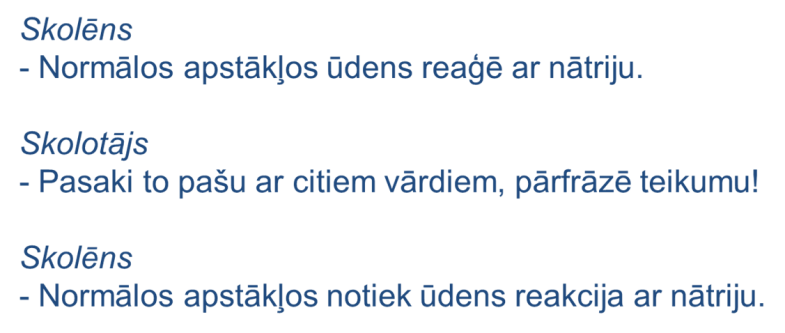 Skolēns
- Normālos apstākļos ūdens reaģē ar nātriju.
Skolotājs
- Pasaki to pašu ar citiem vārdiem, pārfrāzē teikumu!
Skolēns
- Normālos apstākļos notiek ūdens reakcija ar nātriju.